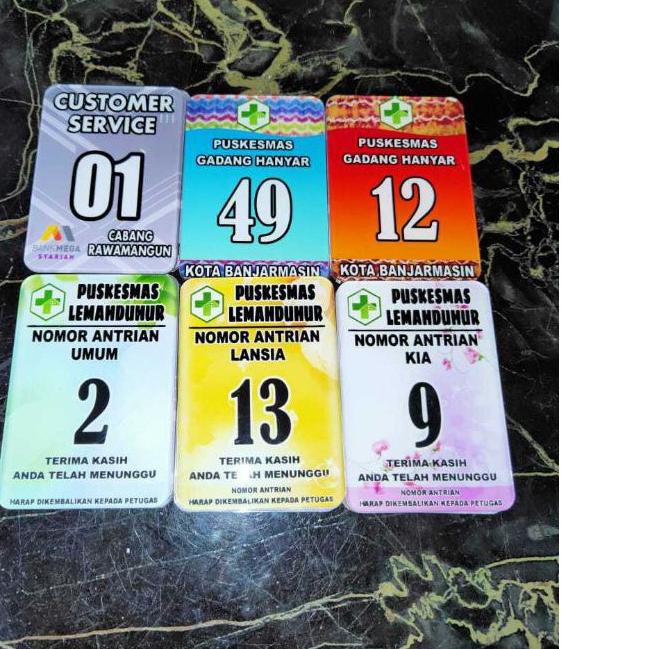 CUSTOMER
SERVICE
01
BANKMEGA
SYARIAH
CABANG
RAWAMANGUN
PUSKESMAS
GADANG HANYAR
49
KOTA BANJARMASIN
PUSKESMAS
GADANG HANYAR
12
KOTA BANJARMASIN
PUSKESMAS
LEMAHDUHUR
NOMOR ANTRIAN
UMUM
2
TERIMA KASIH
ANDA TELAH MENUNGGU
HARAP DIKEMBALIKAN KEPADA PETUGAS
PUSKESMAS
LEMAHDUHUR
NOMOR ANTRIAN
LANSIA
13
TERIMA KASIH
ANDA TELAH MENUNGGU
NOMOR ANTRIAN
HARAP DIKEMBALIKAN KEPADA PETUGAS
PUSKESMAS
LEMAHDUHUR
NOMOR ANTRIAN
KIA
9
TERIMA KASIH
ANDA TELAH MENUNGGU
NOMOR ANTRIAN
HARAP DIKEMBALIKAN KEPADA PETUGAS